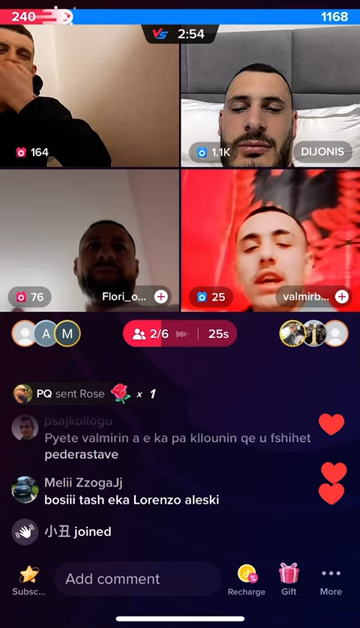 240
1168
VS 2:54
164
1.1K
DIJONIS
76
Flori_o...
25
valmirb...
A
M
2/6
25s
PQ sent Rose x 1
psajkollogu
Pyete valmirin a e ka pa kllounin qe u fshihet
pederastave
Melii ZzogaJj
bosiii tash eka Lorenzo aleski
小丑 joined
Subsc...
Add comment
Recharge
Gift
More